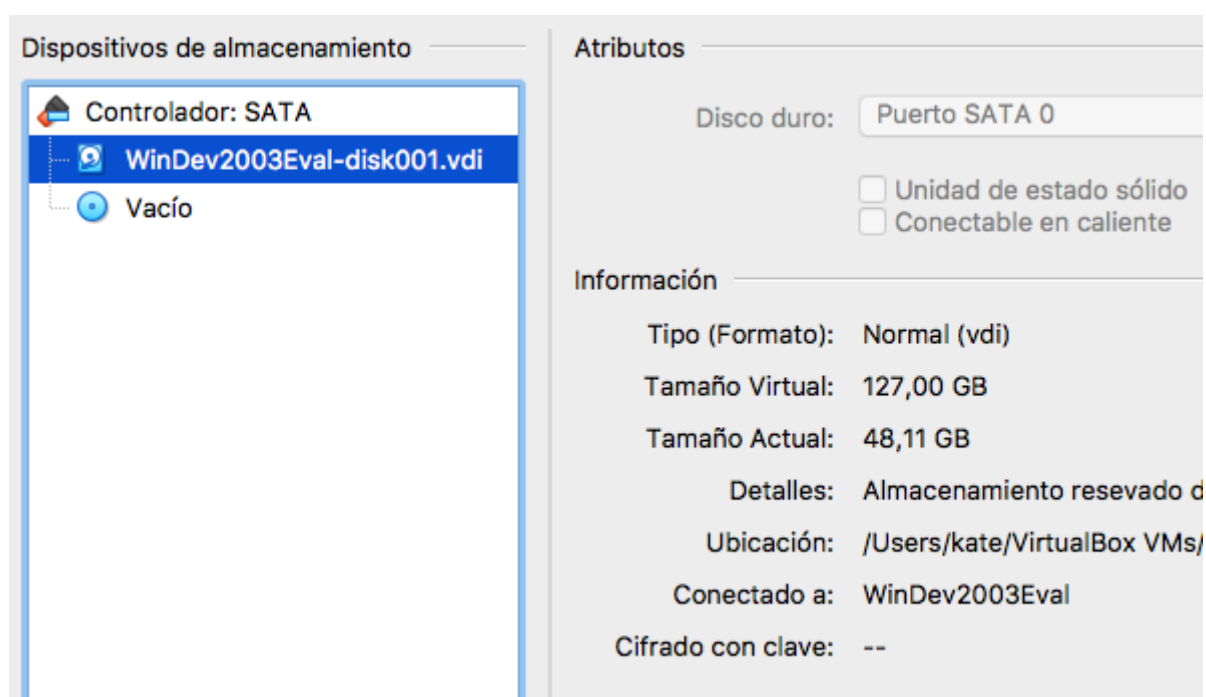 Dispositivos de almacenamiento
Controlador: SATA
WinDev2003Eval-disk001.vdi
Vacío
Atributos
Disco duro: Puerto SATA 0
Unidad de estado sólido
Conectable en caliente
Información
Tipo (Formato): Normal (vdi)
Tamaño Virtual: 127,00 GB
Tamaño Actual: 48,11 GB
Detalles: Almacenamiento resevado d
Ubicación: /Users/kate/VirtualBox VMs/
Conectado a: WinDev2003Eval
Cifrado con clave: --